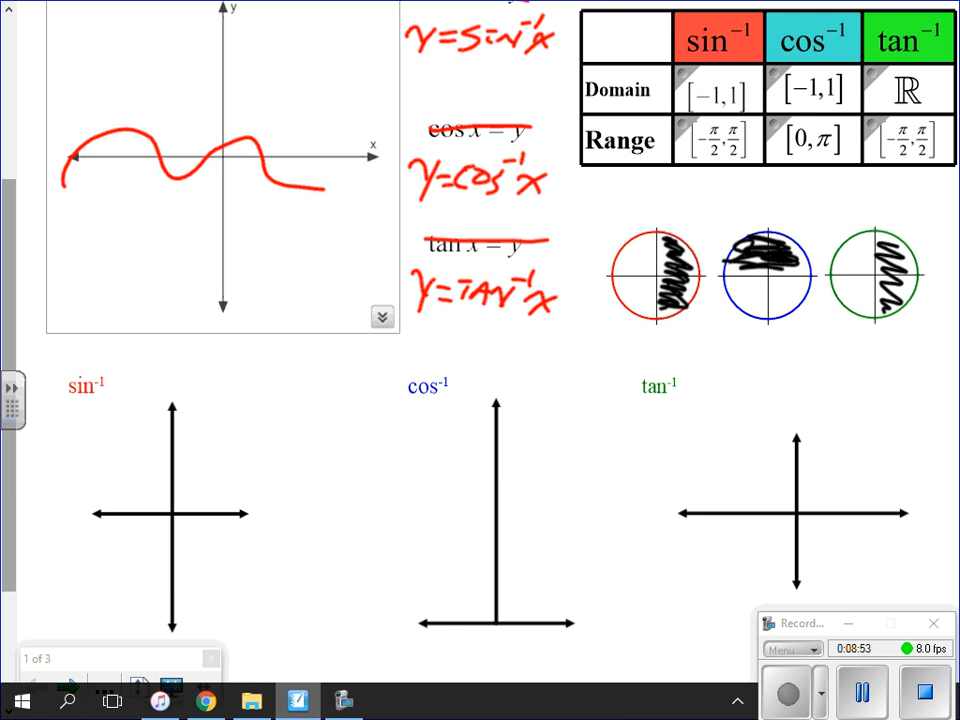 y
x
y = sin⁻¹x
cos x = y
y = cos⁻¹x
tan x = y
y = TAN⁻¹x
sin⁻¹ cos⁻¹ tan⁻¹
Domain [−1,1] [−1,1] ℝ
Range [-π/2, π/2] [0,π] [-π/2, π/2]
sin⁻¹ cos⁻¹ tan⁻¹
1 of 3
Record...
Menu 0:08:53 8.0 fps